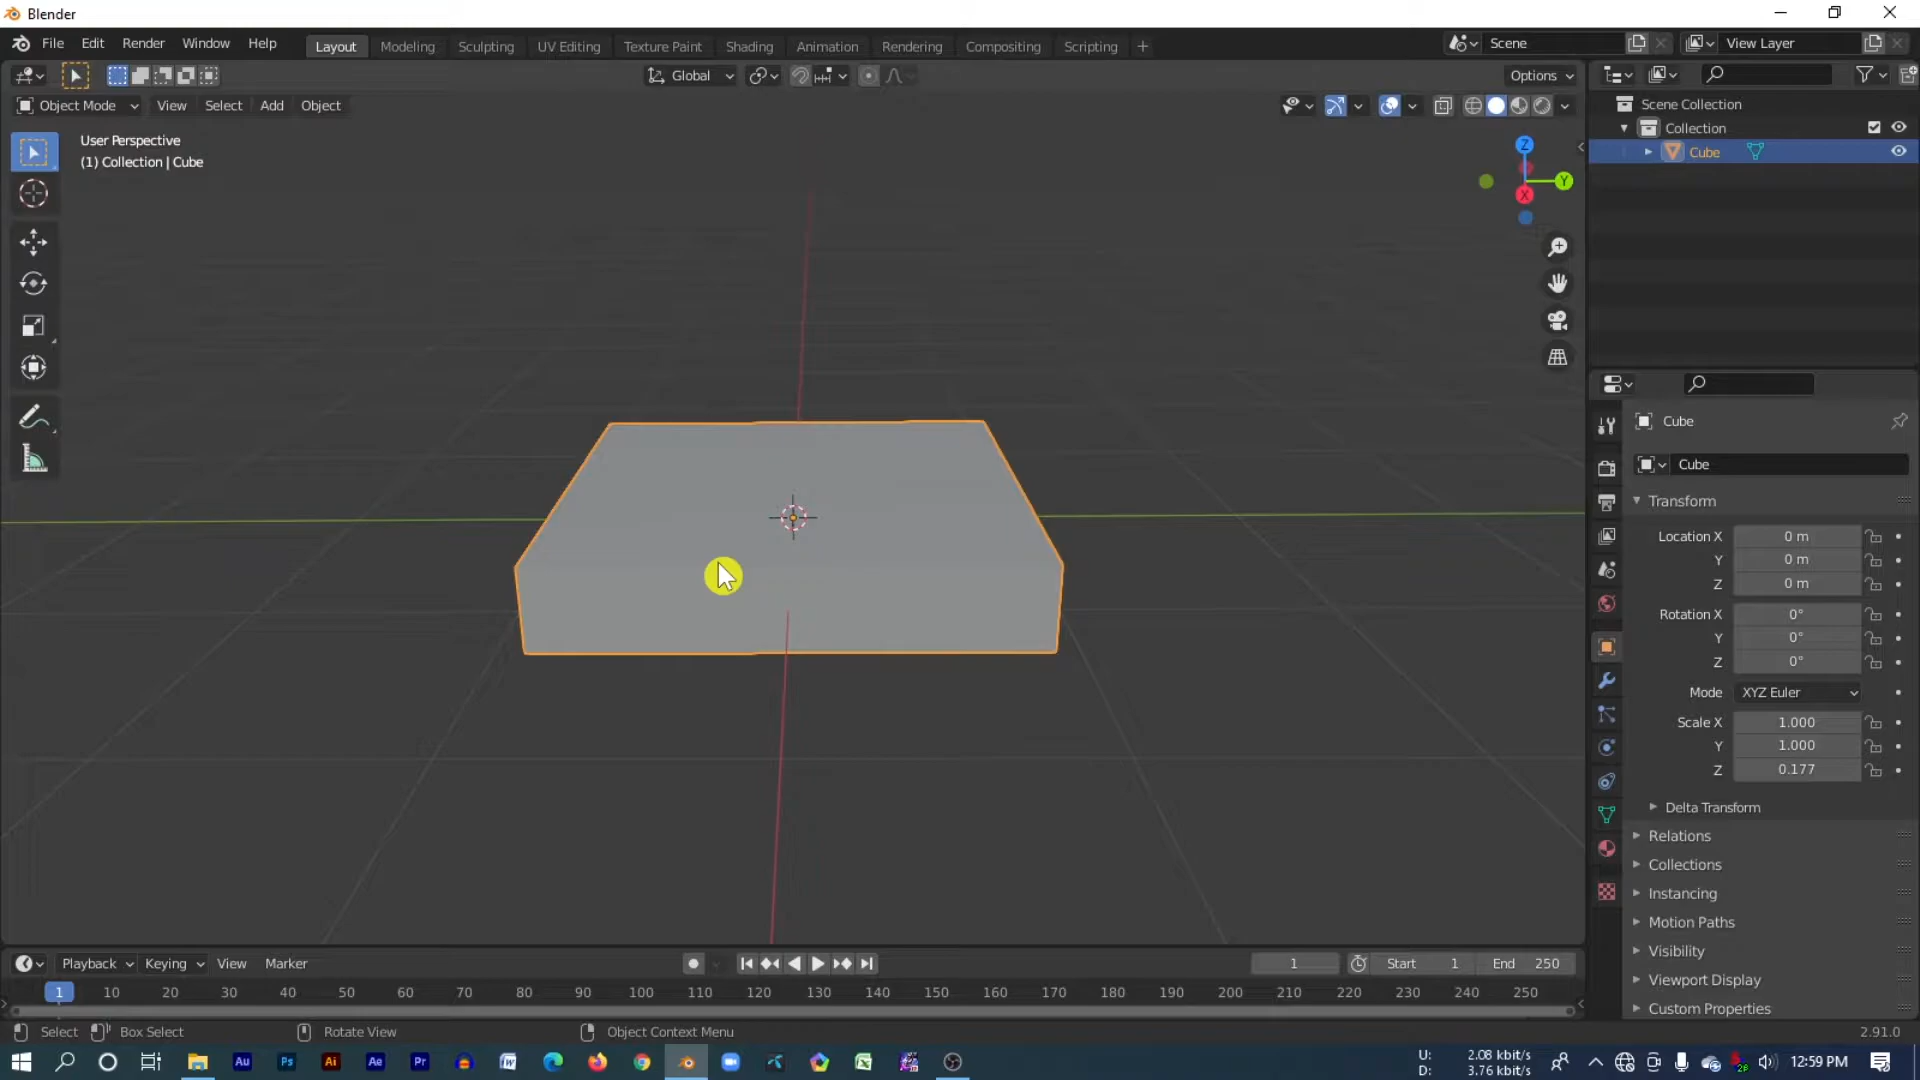 Blender
File Edit Render Window Help Layout Modeling Sculpting UV Editing Texture Paint Shading Animation Rendering Compositing Scripting + Scene View Layer
Global Options
Object Mode View Select Add Object
User Perspective
(1) Collection | Cube
Z
Y
X
Scene Collection
Collection
Cube
Cube
Cube
Transform
Location X 0 m
Y 0 m
Z 0 m
Rotation X 0°
Y 0°
Z 0°
Mode XYZ Euler
Scale X 1.000
Y 1.000
Z 0.177
Delta Transform
Relations
Collections
Instancing
Motion Paths
Visibility
Viewport Display
Custom Properties
Playback Keying View Marker 1 Start 1 End 250
1 10 20 30 40 50 60 70 80 90 100 110 120 130 140 150 160 170 180 190 200 210 220 230 240 250
Select Box Select Rotate View Object Context Menu 2.91.0
Au Ps Ai Ae Pr
U: 2.08 kbit/s
D: 3.76 kbit/s
12:59 PM